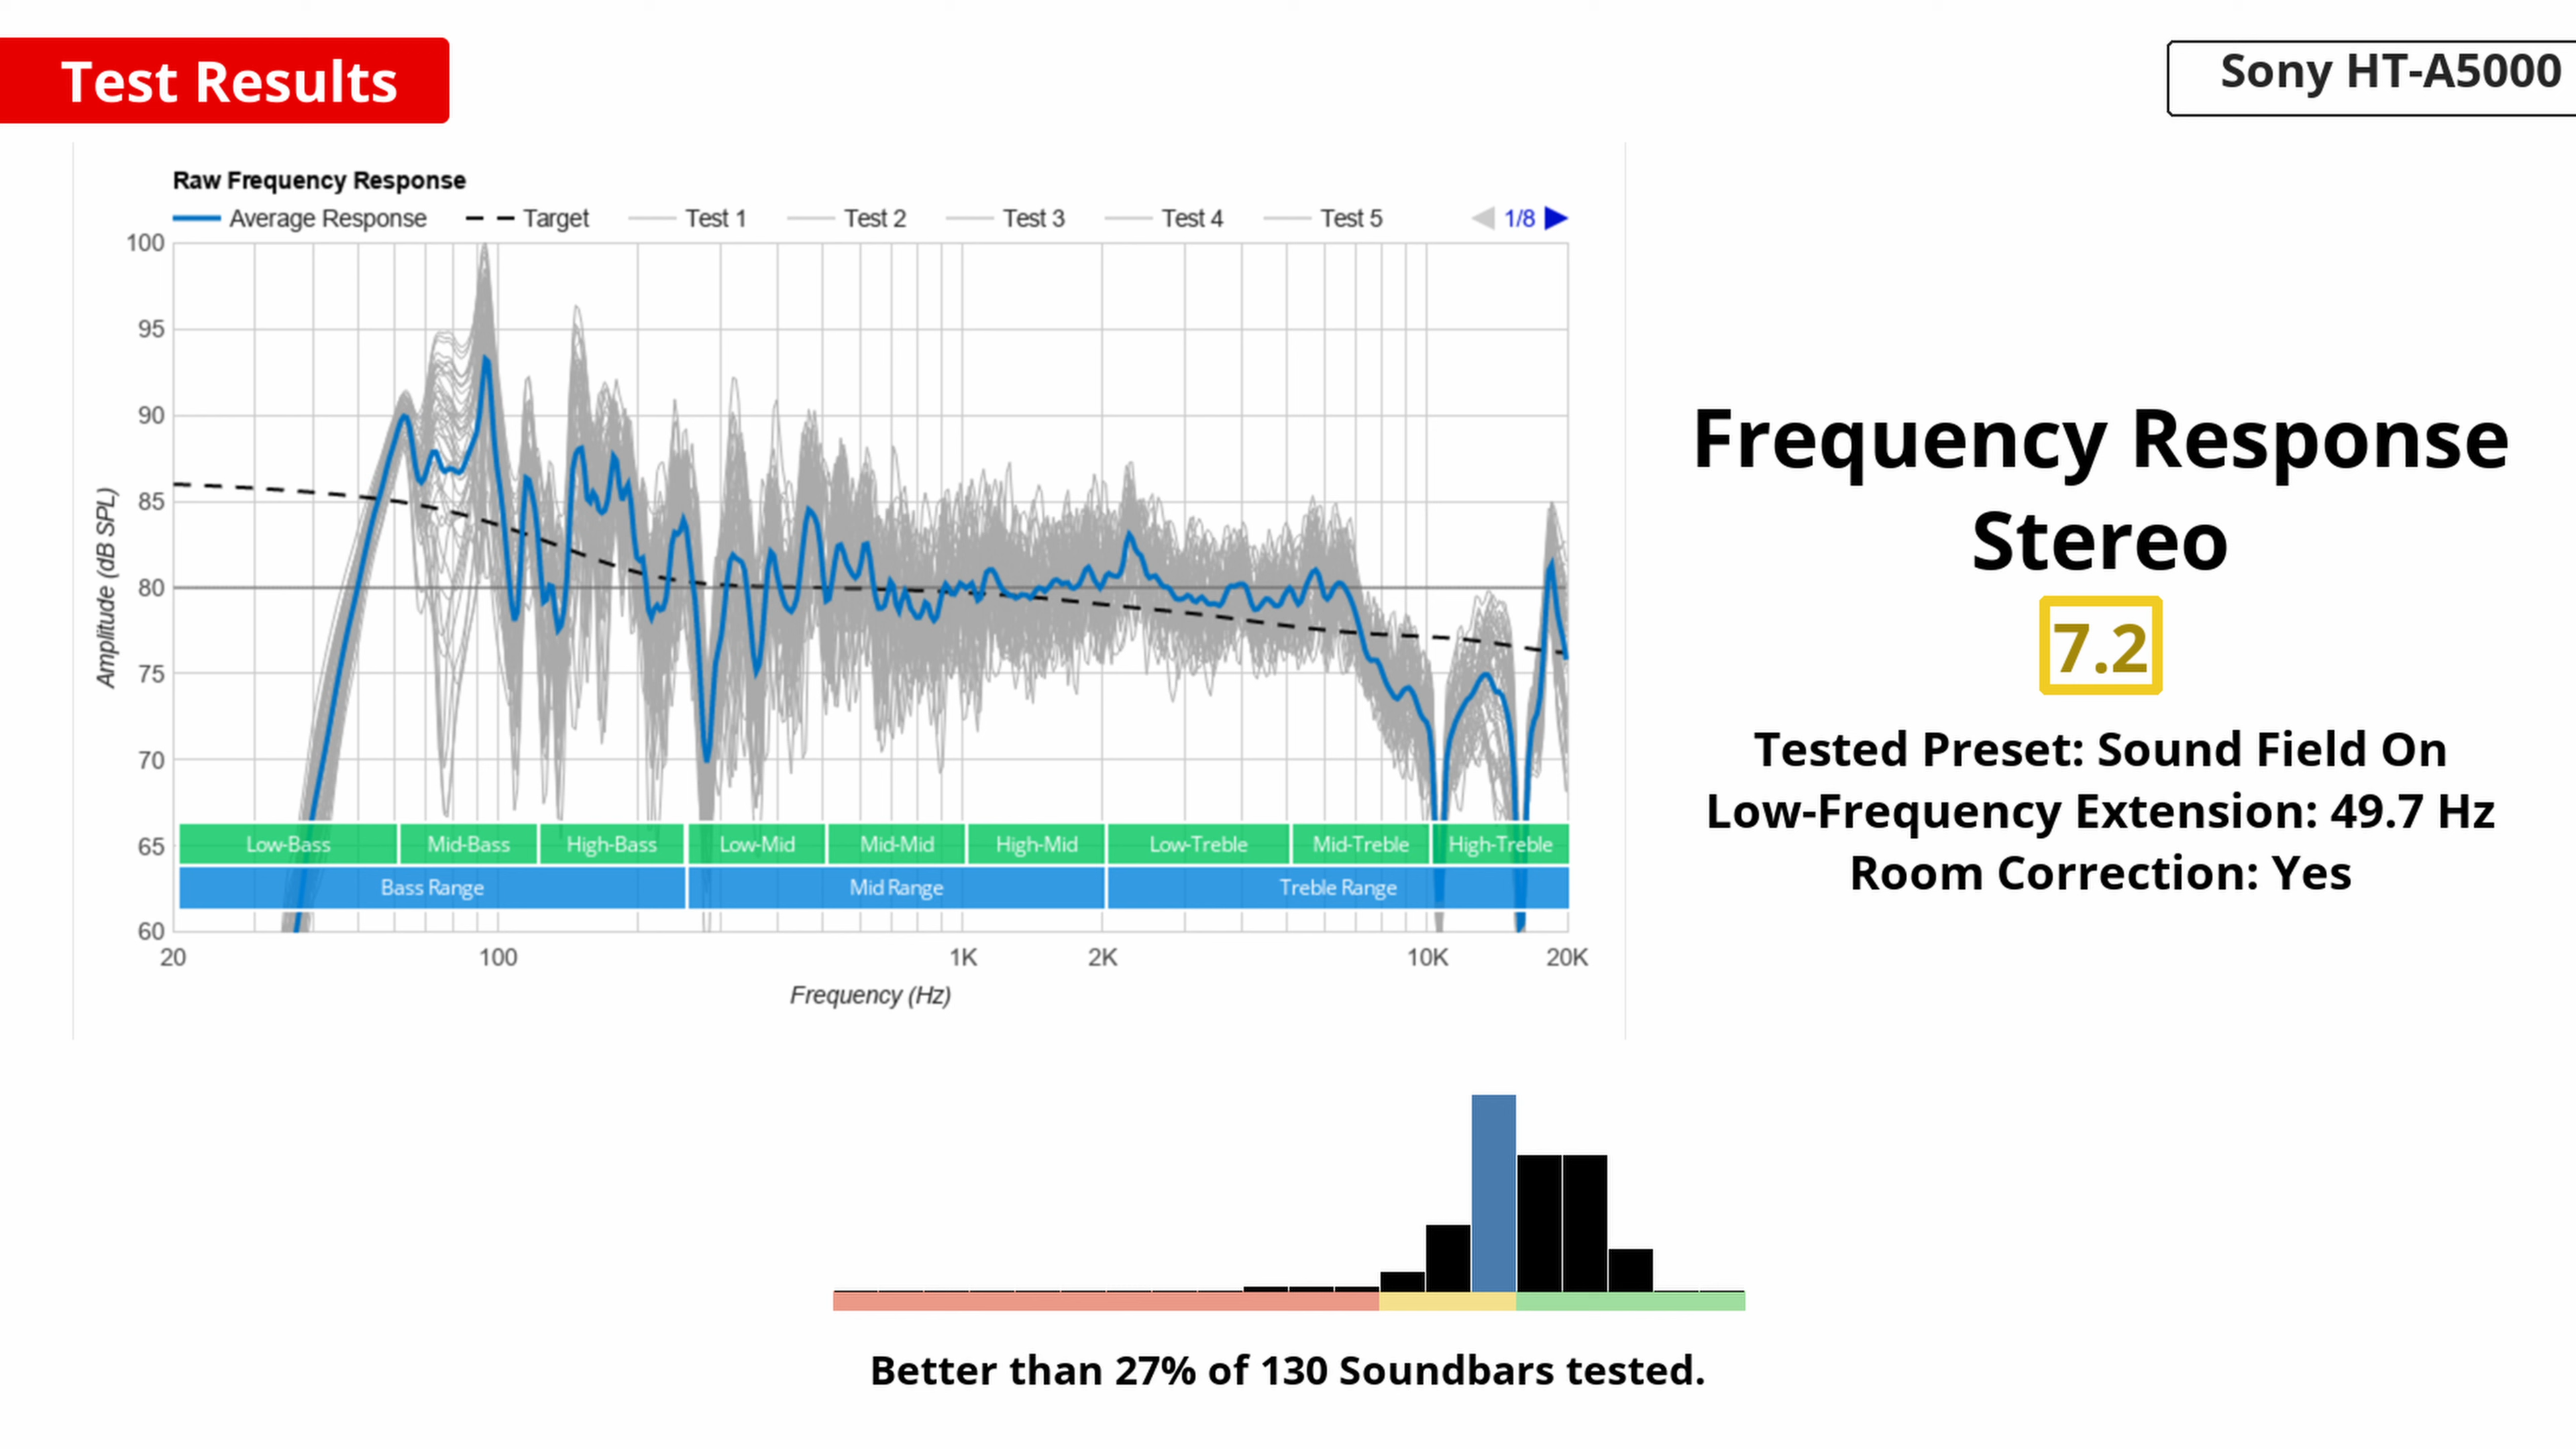 Test Results
Sony HT-A5000
Raw Frequency Response
Average Response Target Test 1 Test 2 Test 3 Test 4 Test 5 1/8
100
95
90
85
80
75
70
65
60
Amplitude (dB SPL)
Low-Bass Mid-Bass High-Bass Low-Mid Mid-Mid High-Mid Low-Treble Mid-Treble High-Treble
Bass Range Mid Range Treble Range
20 100 1K 2K 10K 20K
Frequency (Hz)
Frequency Response
Stereo
7.2
Tested Preset: Sound Field On
Low-Frequency Extension: 49.7 Hz
Room Correction: Yes
Better than 27% of 130 Soundbars tested.